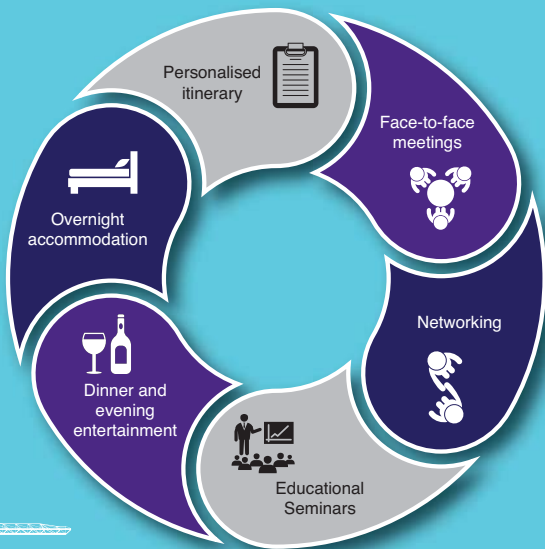 Personalised
itinerary
Face-to-face
meetings
Networking
Educational
Seminars
Dinner and
evening
entertainment
Overnight
accommodation